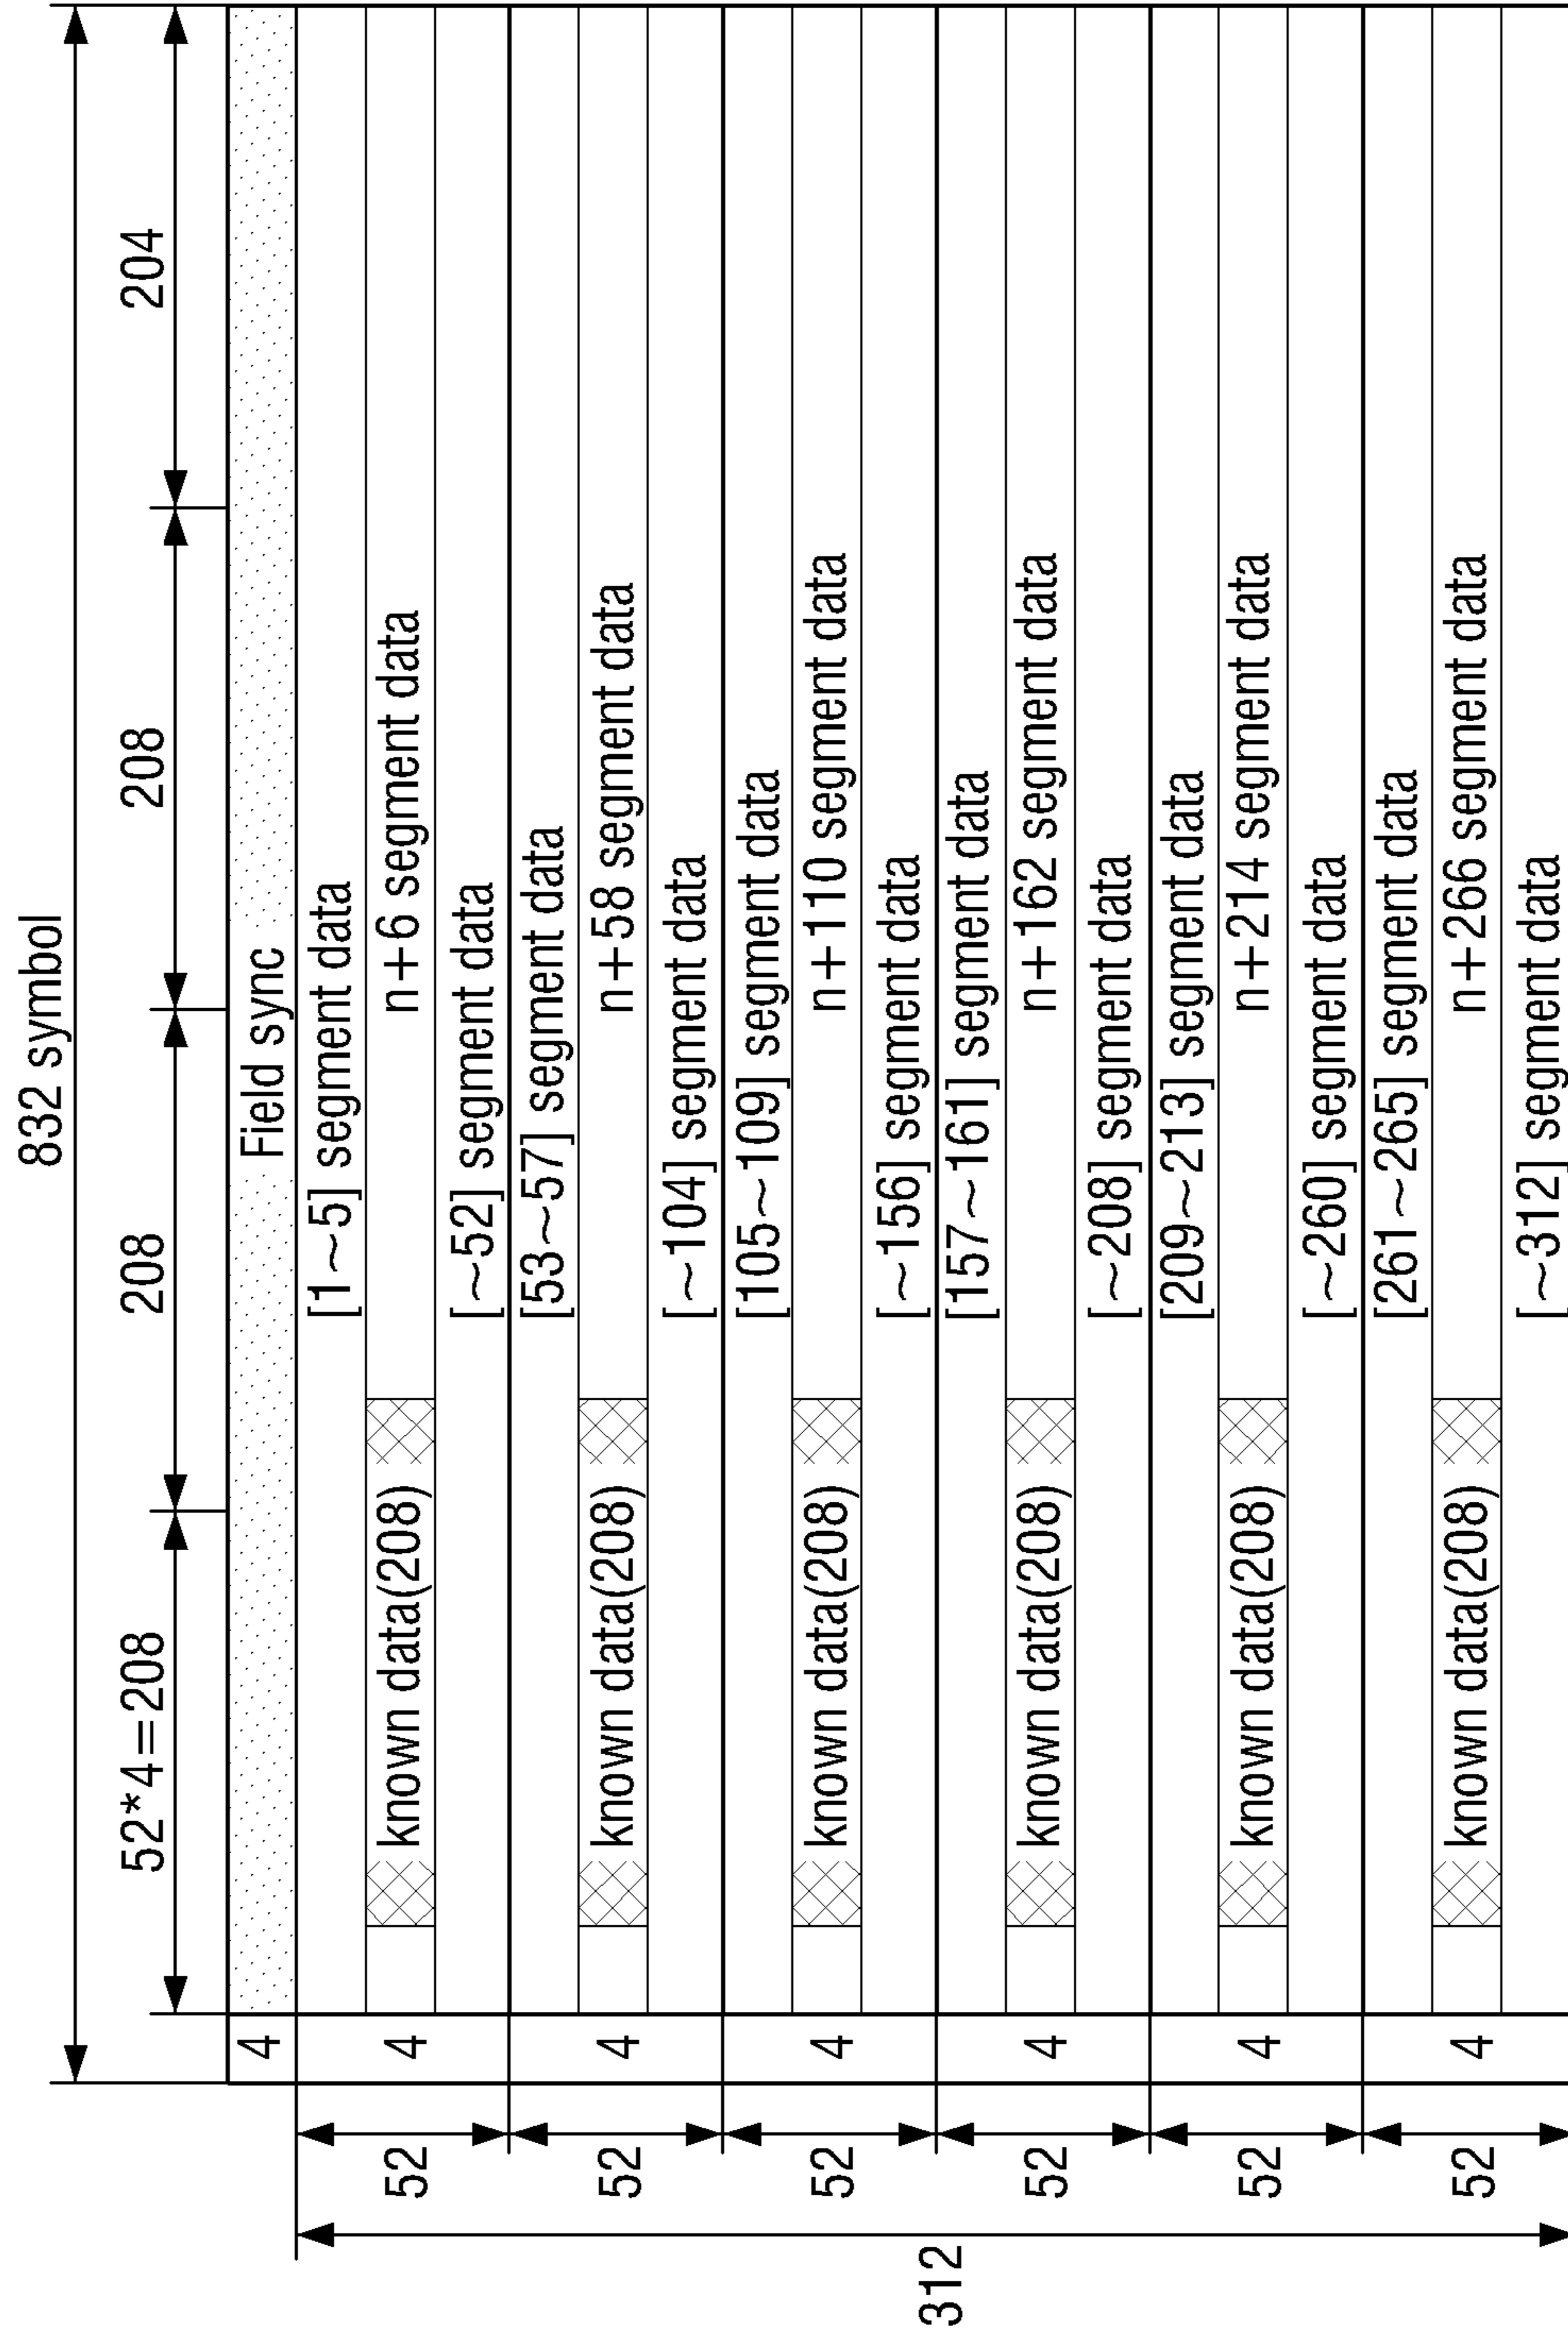 832 symbol
52*4=208
208
208
204
4
Field sync
[1~5] segment data
52
4
known data(208)
n+6 segment data
[~52] segment data
[53~57] segment data
52
4
known data(208)
n+58 segment data
[~104] segment data
[105~109] segment data
52
4
known data(208)
n+110 segment data
[~156] segment data
312
[157~161] segment data
52
4
known data(208)
n+162 segment data
[~208] segment data
[209~213] segment data
52
4
known data(208)
n+214 segment data
[~260] segment data
[261~265] segment data
52
4
known data(208)
n+266 segment data
[~312] segment data